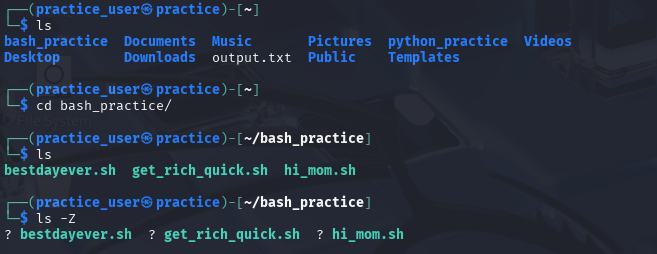 ┌──(practice_user㉿practice)-[~]
└─$ ls
bash_practice  Documents  Music       Pictures  python_practice  Videos
Desktop        Downloads  output.txt  Public    Templates
┌──(practice_user㉿practice)-[~]
└─$ cd bash_practice/
┌──(practice_user㉿practice)-[~/bash_practice]
└─$ ls
bestdayever.sh  get_rich_quick.sh  hi_mom.sh
┌──(practice_user㉿practice)-[~/bash_practice]
└─$ ls -Z
? bestdayever.sh  ? get_rich_quick.sh  ? hi_mom.sh
File System